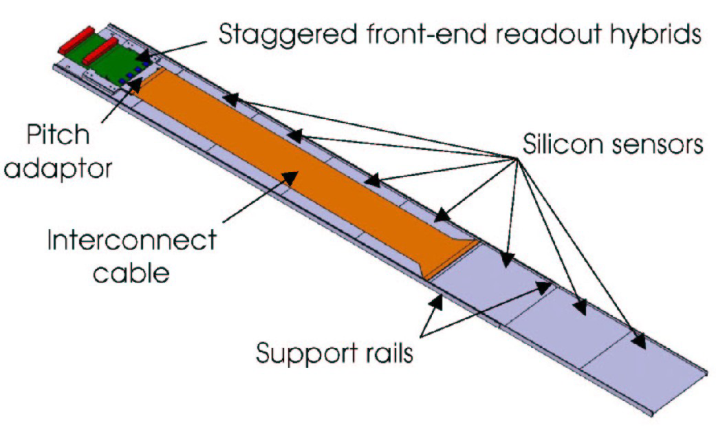 Staggered front-end readout hybrids
Pitch
adaptor
Silicon sensors
Interconnect
cable
Support rails